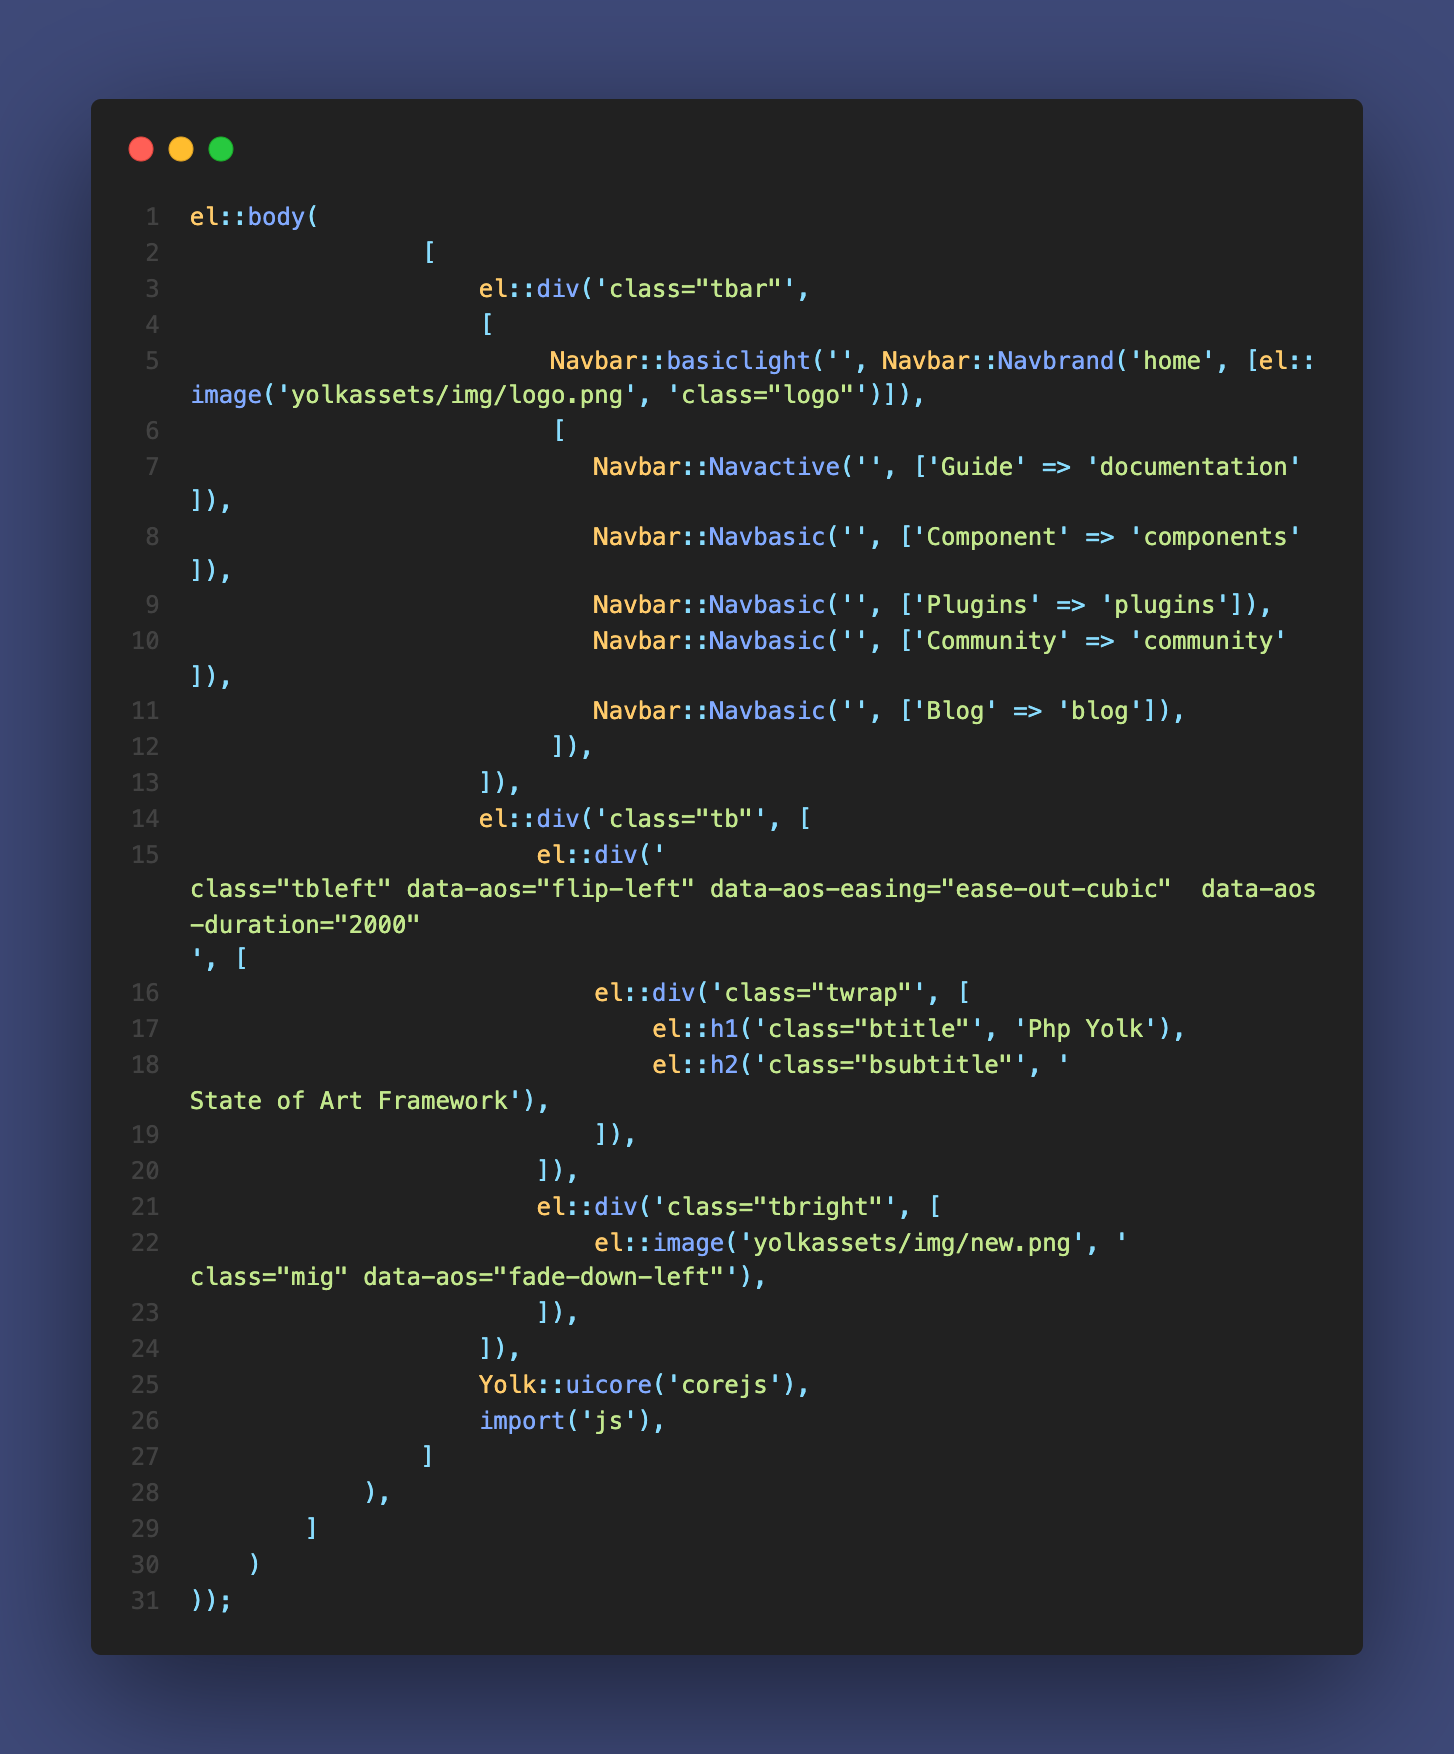 1 el::body(
2 [
3 el::div('class="tbar"',
4 [
5 Navbar::basiclight('', Navbar::Navbrand('home', [el::
image('yolkassets/img/logo.png', 'class="logo"')]),
6 [
7 Navbar::Navactive('', ['Guide' => 'documentation'
]),
8 Navbar::Navbasic('', ['Component' => 'components'
]),
9 Navbar::Navbasic('', ['Plugins' => 'plugins']),
10 Navbar::Navbasic('', ['Community' => 'community'
]),
11 Navbar::Navbasic('', ['Blog' => 'blog']),
12 ]),
13 ]),
14 el::div('class="tb"', [
15 el::div('
class="tbleft" data-aos="flip-left" data-aos-easing="ease-out-cubic"  data-aos
-duration="2000"
', [
16 el::div('class="twrap"', [
17 el::h1('class="btitle"', 'Php Yolk'),
18 el::h2('class="bsubtitle"', '
State of Art Framework'),
19 ]),
20 ]),
21 el::div('class="tbright"', [
22 el::image('yolkassets/img/new.png', '
class="mig" data-aos="fade-down-left"'),
23 ]),
24 ]),
25 Yolk::uicore('corejs'),
26 import('js'),
27 ]
28 ),
29 ]
30 )
31 ));